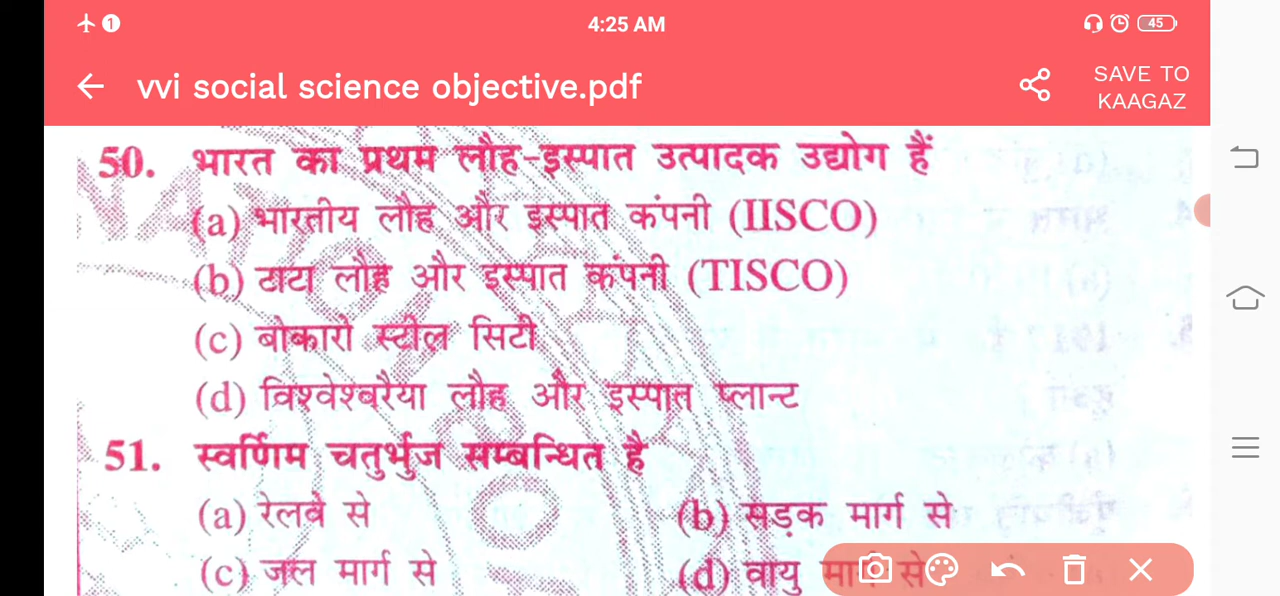 1 4:25 AM 45
vvi social science objective.pdf
SAVE TO
KAAGAZ
50. भारत का प्रथम लौह-इस्पात उत्पादक उद्योग हैं
(a) भारतीय लौह और इस्पात कंपनी (IISCO)
(b) टाटा लौह और इस्पात कंपनी (TISCO)
(c) बोकारो स्टील सिटी
(d) विश्वेश्वरैया लौह और इस्पात प्लान्ट
51. स्वर्णिम चतुर्भुज सम्बन्धित है
(a) रेलवे से (b) सड़क मार्ग से
(c) जल मार्ग से (d) वायु मार्ग से